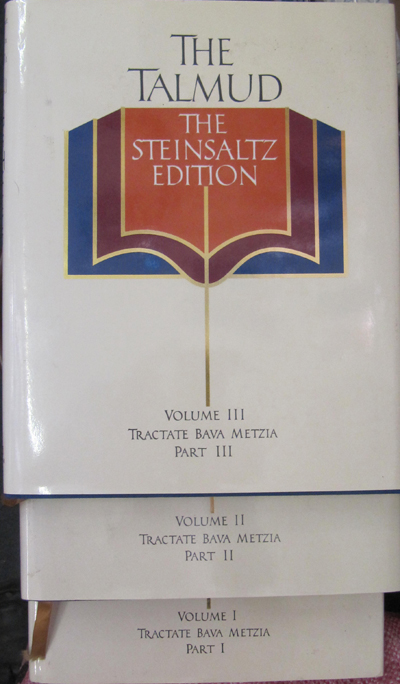 THE
TALMUD
THE
STEINSALTZ
EDITION
VOLUME III
TRACTATE BAVA METZIA
PART III
VOLUME II
TRACTATE BAVA METZIA
PART II
VOLUME I
TRACTATE BAVA METZIA
PART I